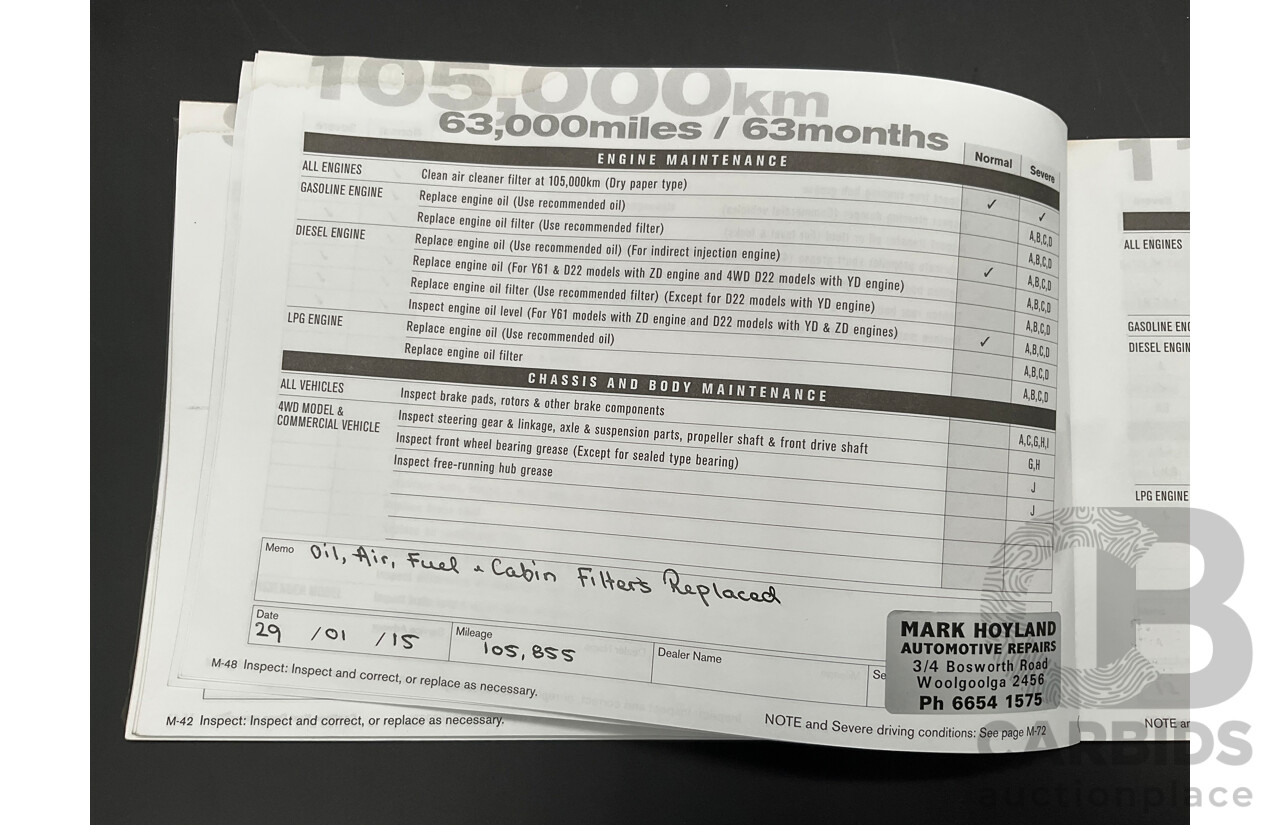 105,000km
63,000miles / 63months
ENGINE MAINTENANCE Normal Severe
ALL ENGINES Clean air cleaner filter at 105,000km (Dry paper type) ✓ ✓
GASOLINE ENGINE Replace engine oil (Use recommended oil) A,B,C,D
Replace engine oil filter (Use recommended filter) A,B,C,D
DIESEL ENGINE Replace engine oil (Use recommended oil) (For indirect injection engine) ✓ A,B,C,D
Replace engine oil (For Y61 & D22 models with ZD engine and 4WD D22 models with YD engine) A,B,C,D
Replace engine oil filter (Use recommended filter) (Except for D22 models with YD engine) A,B,C,D
Inspect engine oil level (For Y61 models with ZD engine and D22 models with YD & ZD engines) ✓ A,B,C,D
LPG ENGINE Replace engine oil (Use recommended oil) A,B,C,D
Replace engine oil filter A,B,C,D
CHASSIS AND BODY MAINTENANCE
ALL VEHICLES Inspect brake pads, rotors & other brake components A,C,G,H,I
4WD MODEL &
COMMERCIAL VEHICLE Inspect steering gear & linkage, axle & suspension parts, propeller shaft & front drive shaft G,H
Inspect front wheel bearing grease (Except for sealed type bearing) J
Inspect free-running hub grease J
Memo Oil, Air, Fuel & Cabin Filters Replaced
Date 29 /01 /15 Mileage 105,855 Dealer Name Se
MARK HOYLAND
AUTOMOTIVE REPAIRS
3/4 Bosworth Road
Woolgoolga 2456
Ph 6654 1575
M-48 Inspect: Inspect and correct, or replace as necessary.
M-42 Inspect: Inspect and correct, or replace as necessary.
NOTE and Severe driving conditions: See page M-72
11
ALL ENGINES
GASOLINE ENG
DIESEL ENGIN
LPG ENGINE
NOTE ar
CARBIDS
auctionplace